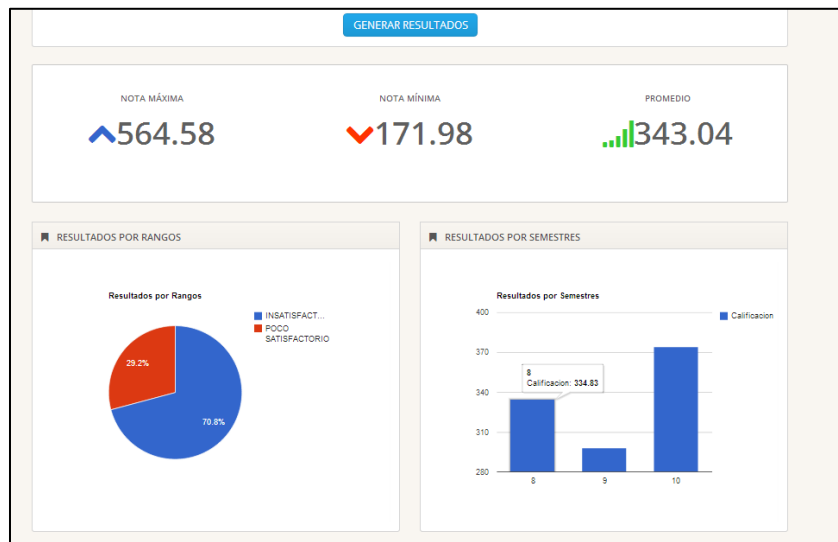 GENERAR RESULTADOS
NOTA MÁXIMA
564.58
NOTA MÍNIMA
171.98
PROMEDIO
343.04
RESULTADOS POR RANGOS
Resultados por Rangos
INSATISFACT...
POCO
SATISFACTORIO
29.2%
70.8%
RESULTADOS POR SEMESTRES
Resultados por Semestres
Calificacion
400
370
340
310
280
8
Calificacion: 334.83
8
9
10